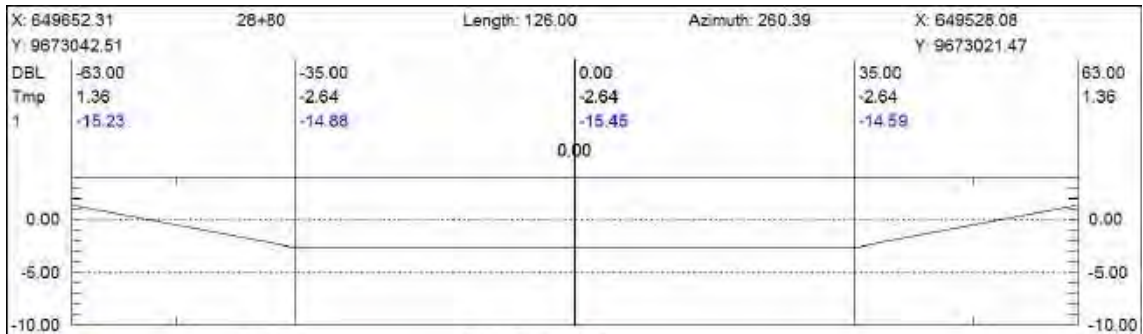 X: 649652.31 28+80 Length: 126.00 Azimuth: 260.39 X: 649528.08
Y: 9673042.51 Y: 9673021.47
DBL -63.00 -35.00 0.00 35.00 63.00
Tmp 1.36 -2.64 -2.64 -2.64 1.36
1 -15.23 -14.88 -15.45 -14.59
0.00
0.00 0.00
-5.00 -5.00
-10.00 -10.00